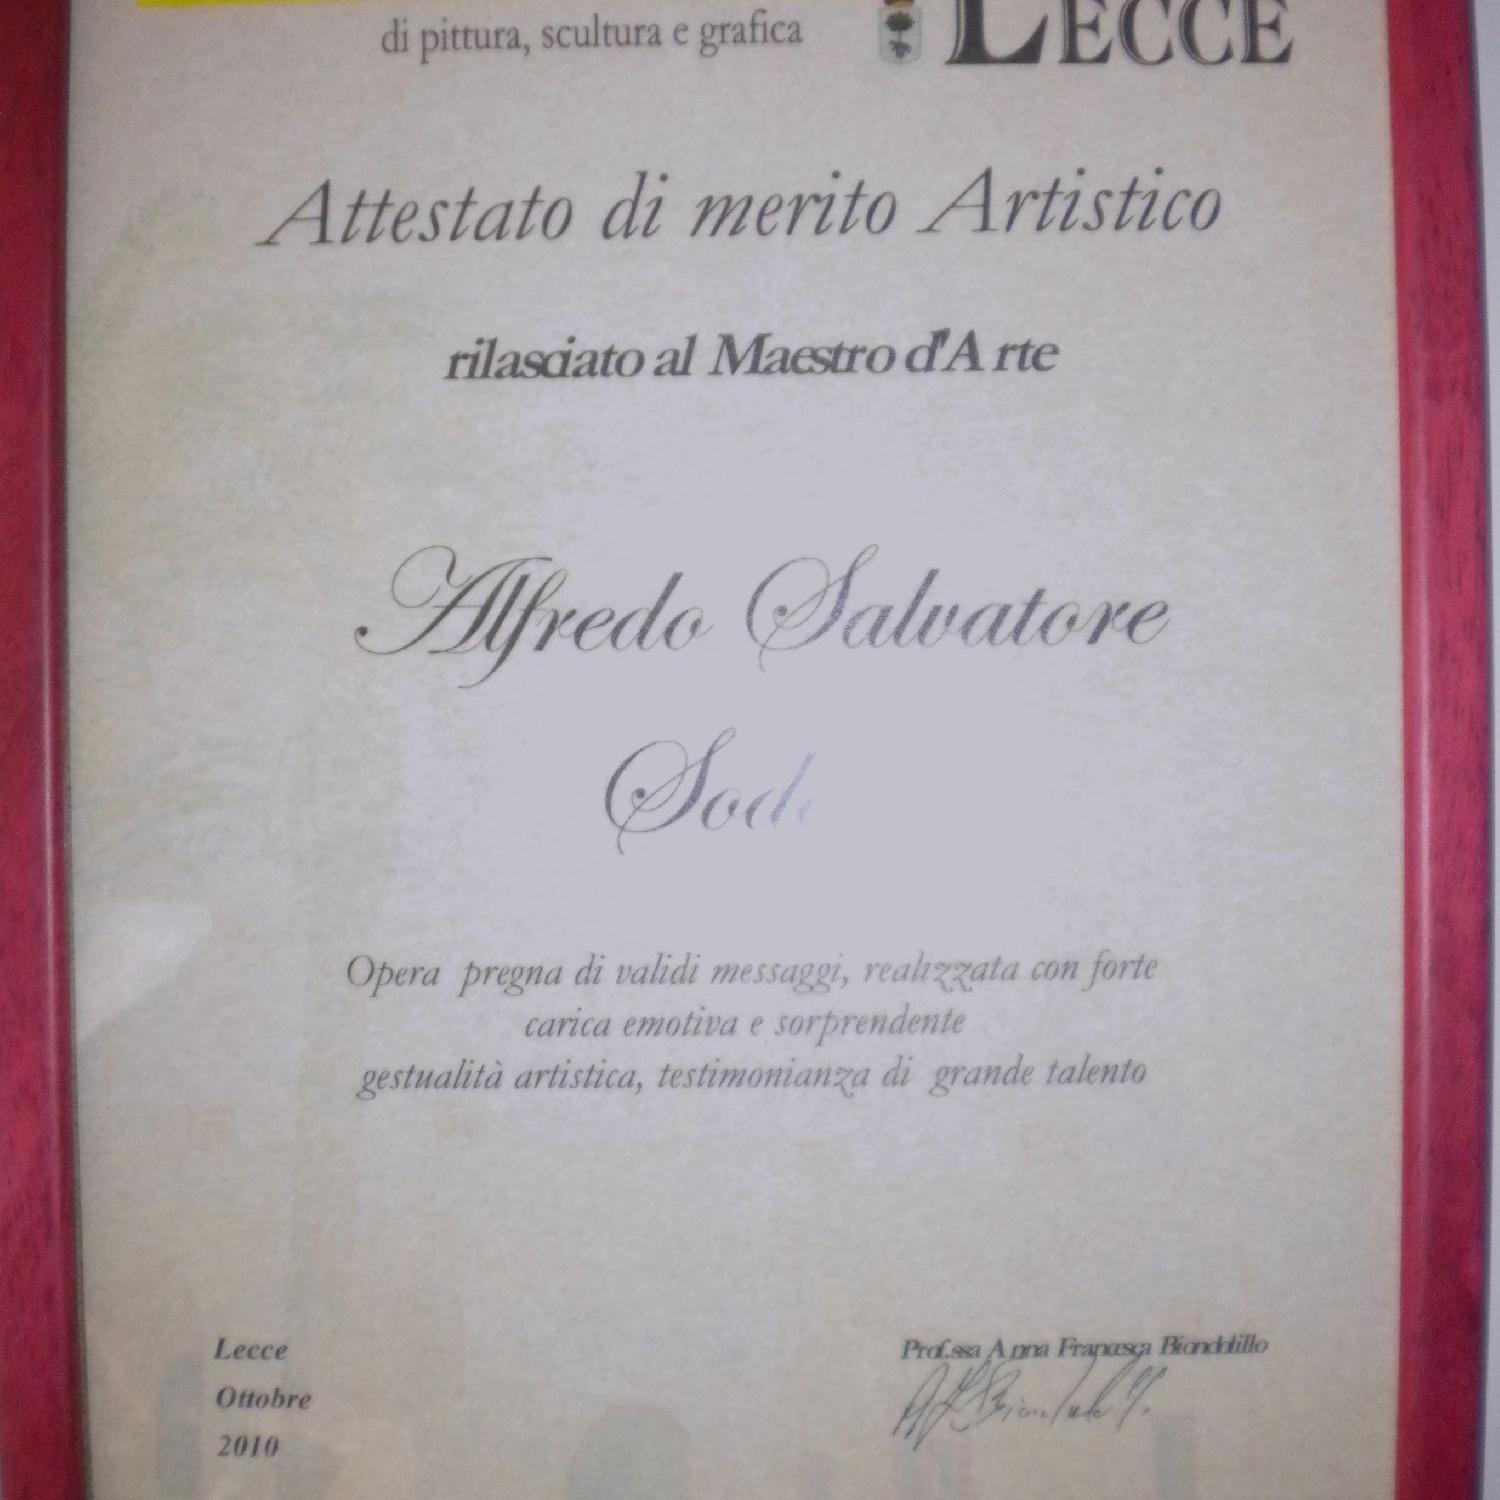 di pittura, scultura e grafica
LECCE
Attestato di merito Artistico
rilasciato al Maestro d'Arte
Alfredo Salvatore
Opera pregna di validi messaggi, realizzata con forte
carica emotiva e sorprendente
gestualità artistica, testimonianza di grande talento
Lecce
Ottobre
2010
Prof.ssa Anna Francesca Biondolillo